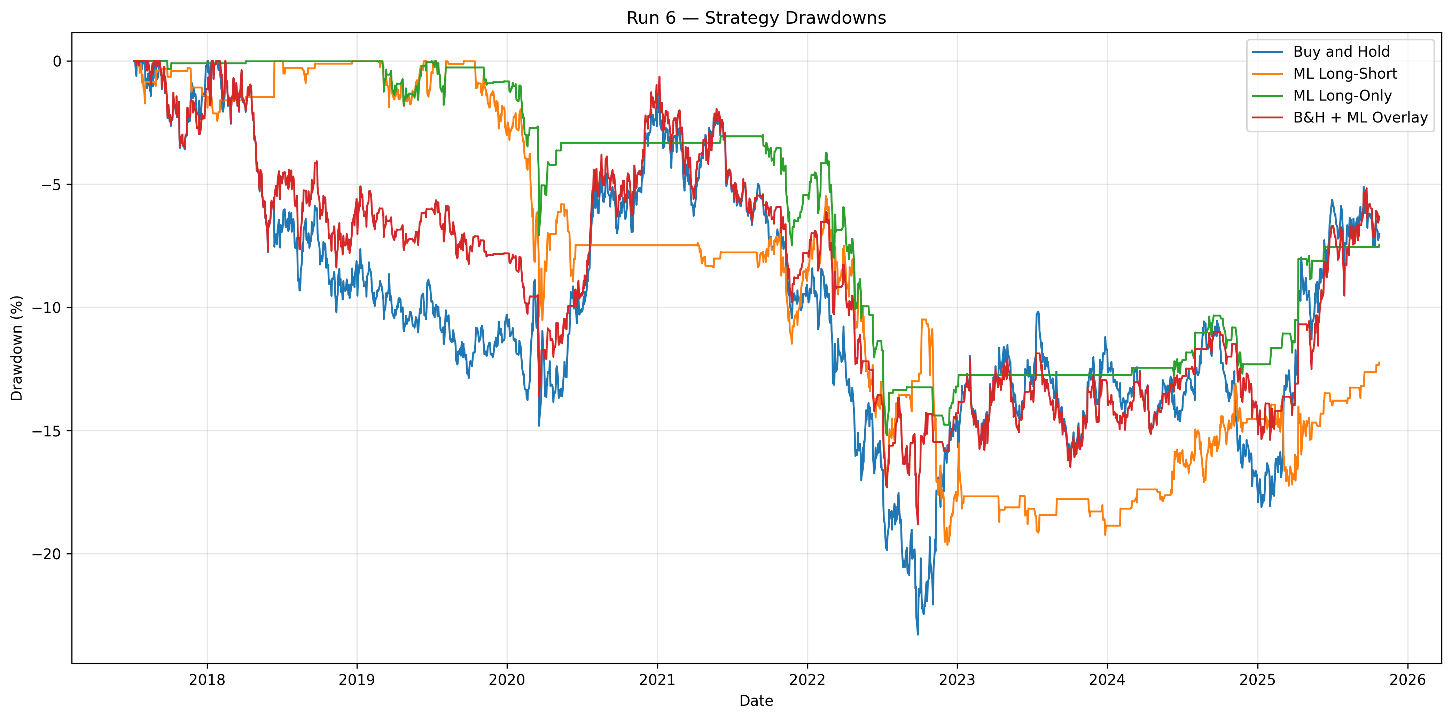 Run 6 — Strategy Drawdowns
Buy and Hold
ML Long-Short
ML Long-Only
B&H + ML Overlay
Drawdown (%)
0
−5
−10
−15
−20
2018 2019 2020 2021 2022 2023 2024 2025 2026
Date